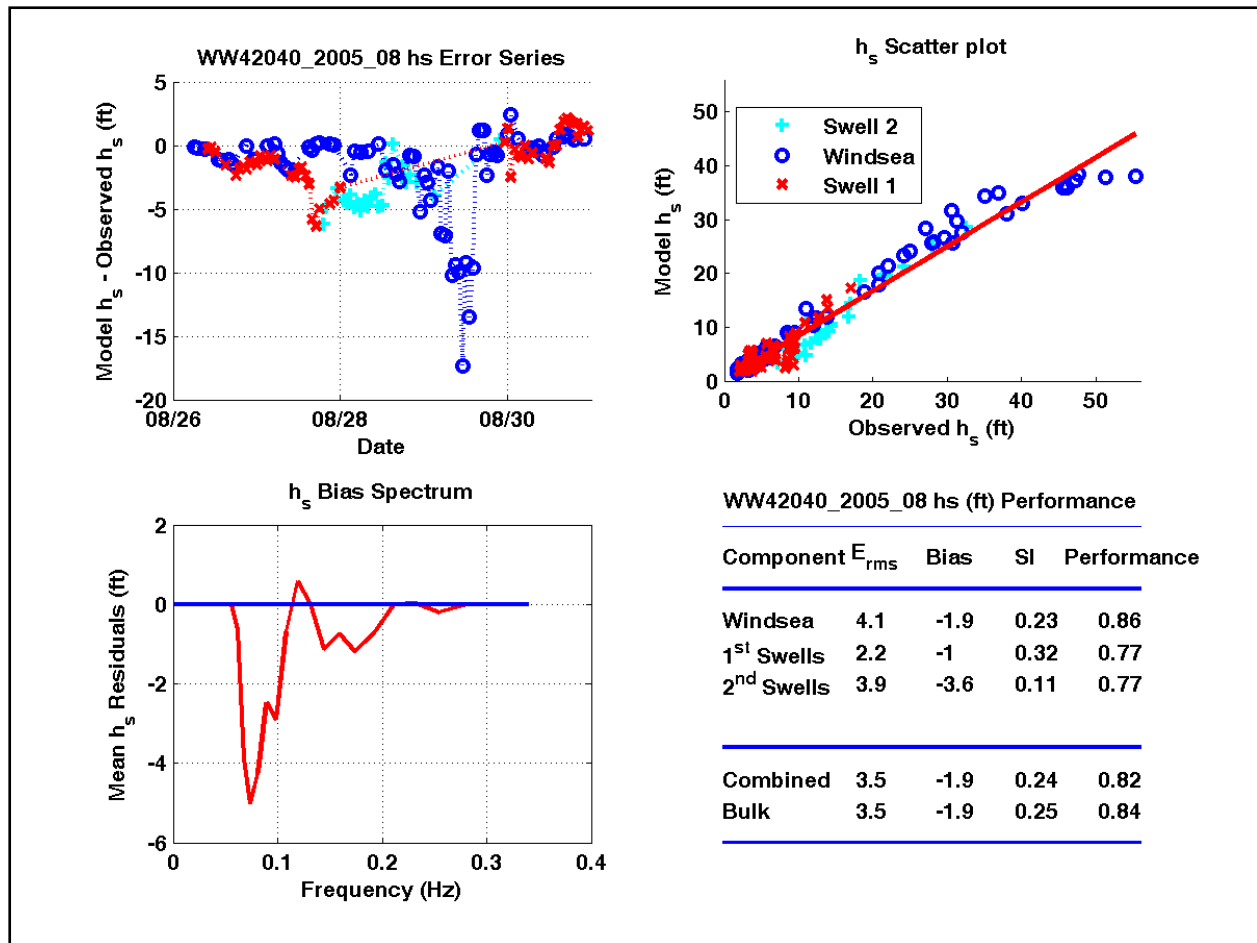 WW42040_2005_08 hs Error Series
Model hs - Observed hs (ft)
5
0
-5
-10
-15
-20
08/26
08/28
08/30
Date
hs Scatter plot
Swell 2
Windsea
Swell 1
Model hs (ft)
50
40
30
20
10
0
0
10
20
30
40
50
Observed hs (ft)
hs Bias Spectrum
Mean hs Residuals (ft)
2
0
-2
-4
-6
0
0.1
0.2
0.3
0.4
Frequency (Hz)
WW42040_2005_08 hs (ft) Performance
Component Erms Bias SI Performance
Windsea 4.1 -1.9 0.23 0.86
1st Swells 2.2 -1 0.32 0.77
2nd Swells 3.9 -3.6 0.11 0.77
Combined 3.5 -1.9 0.24 0.82
Bulk 3.5 -1.9 0.25 0.84